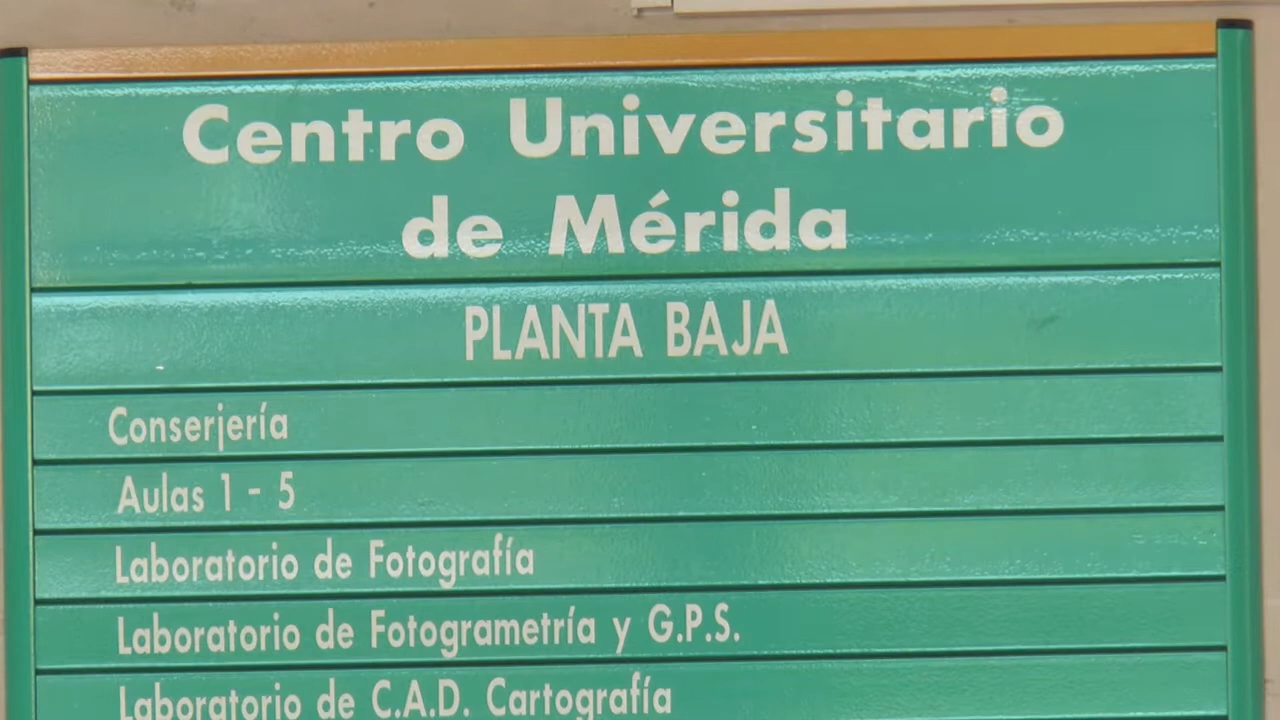 Centro Universitario
de Mérida
PLANTA BAJA
Conserjería
Aulas 1 - 5
Laboratorio de Fotografía
Laboratorio de Fotogrametría y G.P.S.
Laboratorio de C.A.D. Cartografía